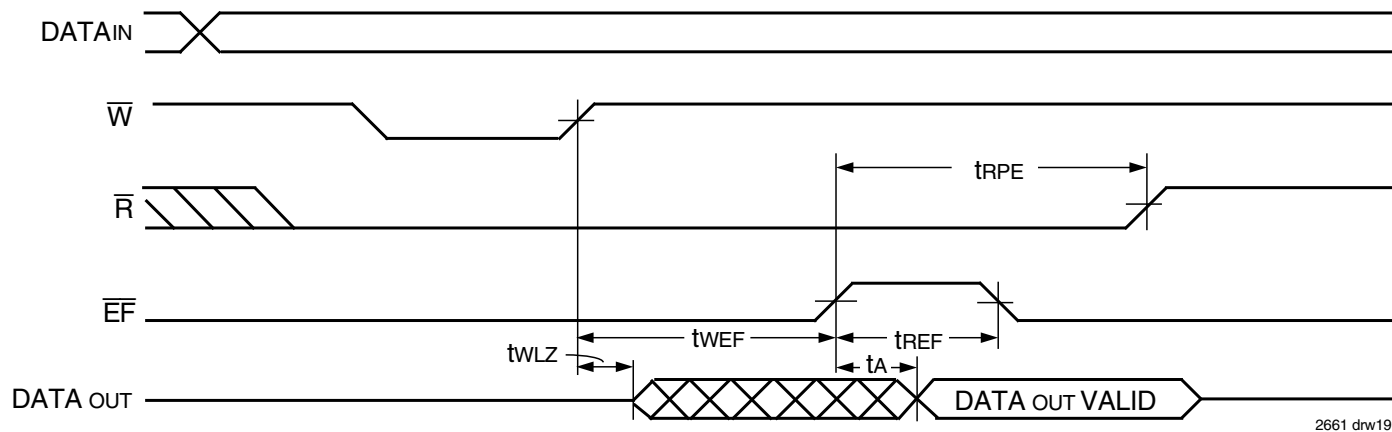 DATAIN
W
tRPE
R
EF
tWEF
tREF
tWLZ
tA
DATA OUT
DATA OUT VALID
2661 drw19